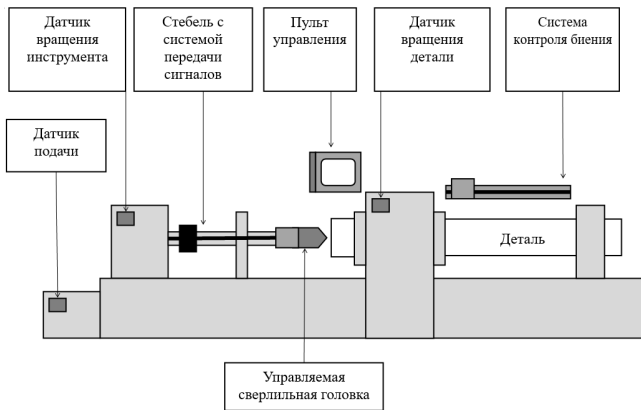 Датчик
вращения
инструмента
Стебель с
системой
передачи
сигналов
Пульт
управления
Датчик
вращения
детали
Система
контроля биения
Датчик
подачи
Деталь
Управляемая
сверлильная головка